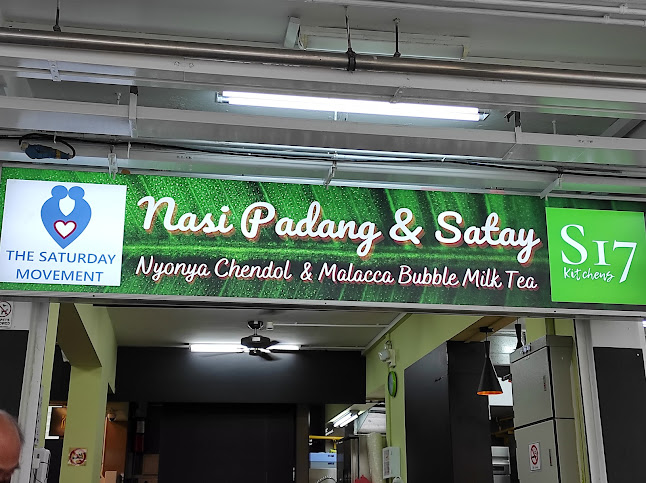 THE SATURDAY
MOVEMENT
Nasi Padang & Satay
Nyonya Chendol & Malacca Bubble Milk Tea
S17
Kitchens